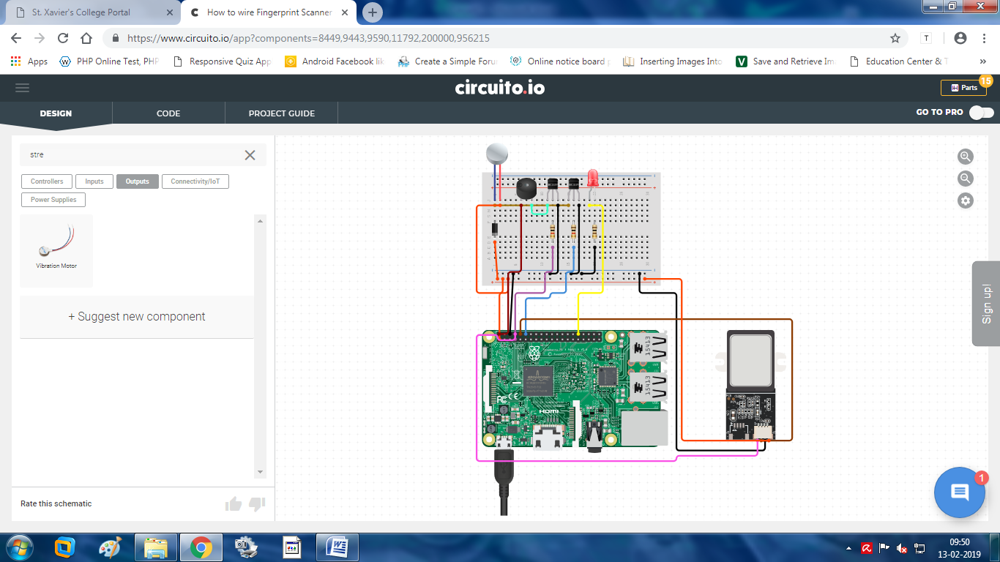 St. Xavier's College Portal
How to wire Fingerprint Scanner
https://www.circuito.io/app?components=8449,9443,9590,11792,200000,956215
T
Apps
PHP Online Test, PHP
Responsive Quiz App
Android Facebook lik
Create a Simple Foru
Online notice board p
Inserting Images Into
Save and Retrieve Im
Education Center & T
»
circuito.io
Parts
15
DESIGN
CODE
PROJECT GUIDE
GO TO PRO
stre
Controllers
Inputs
Outputs
Connectivity/IoT
Power Supplies
Vibration Motor
+ Suggest new component
Sign up!
HDMI
FC CE
Rate this schematic
1
09:50
13-02-2019